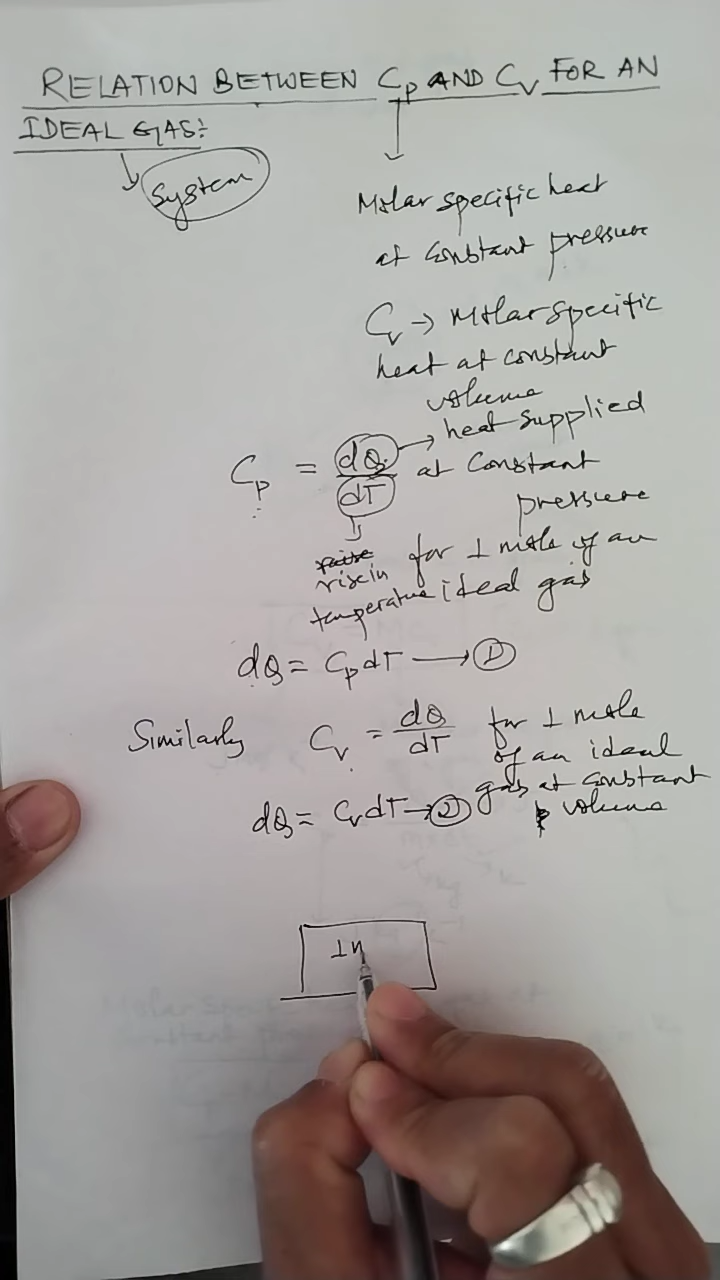 RELATION BETWEEN Cp AND Cv FOR AN
IDEAL GAS:
System
Molar specific heat
at constant pressure
Cv → Molar specific
heat at constant
volume
heat supplied
Cp = dQ/dT at constant
pressure
for 1 mole of an
ideal gas
raise
rise in
temperature
dQ = CpdT → ①
Similarly Cv = dQ/dT for 1 mole
of an ideal
gas at constant
volume
dQ = CvdT → ②
1